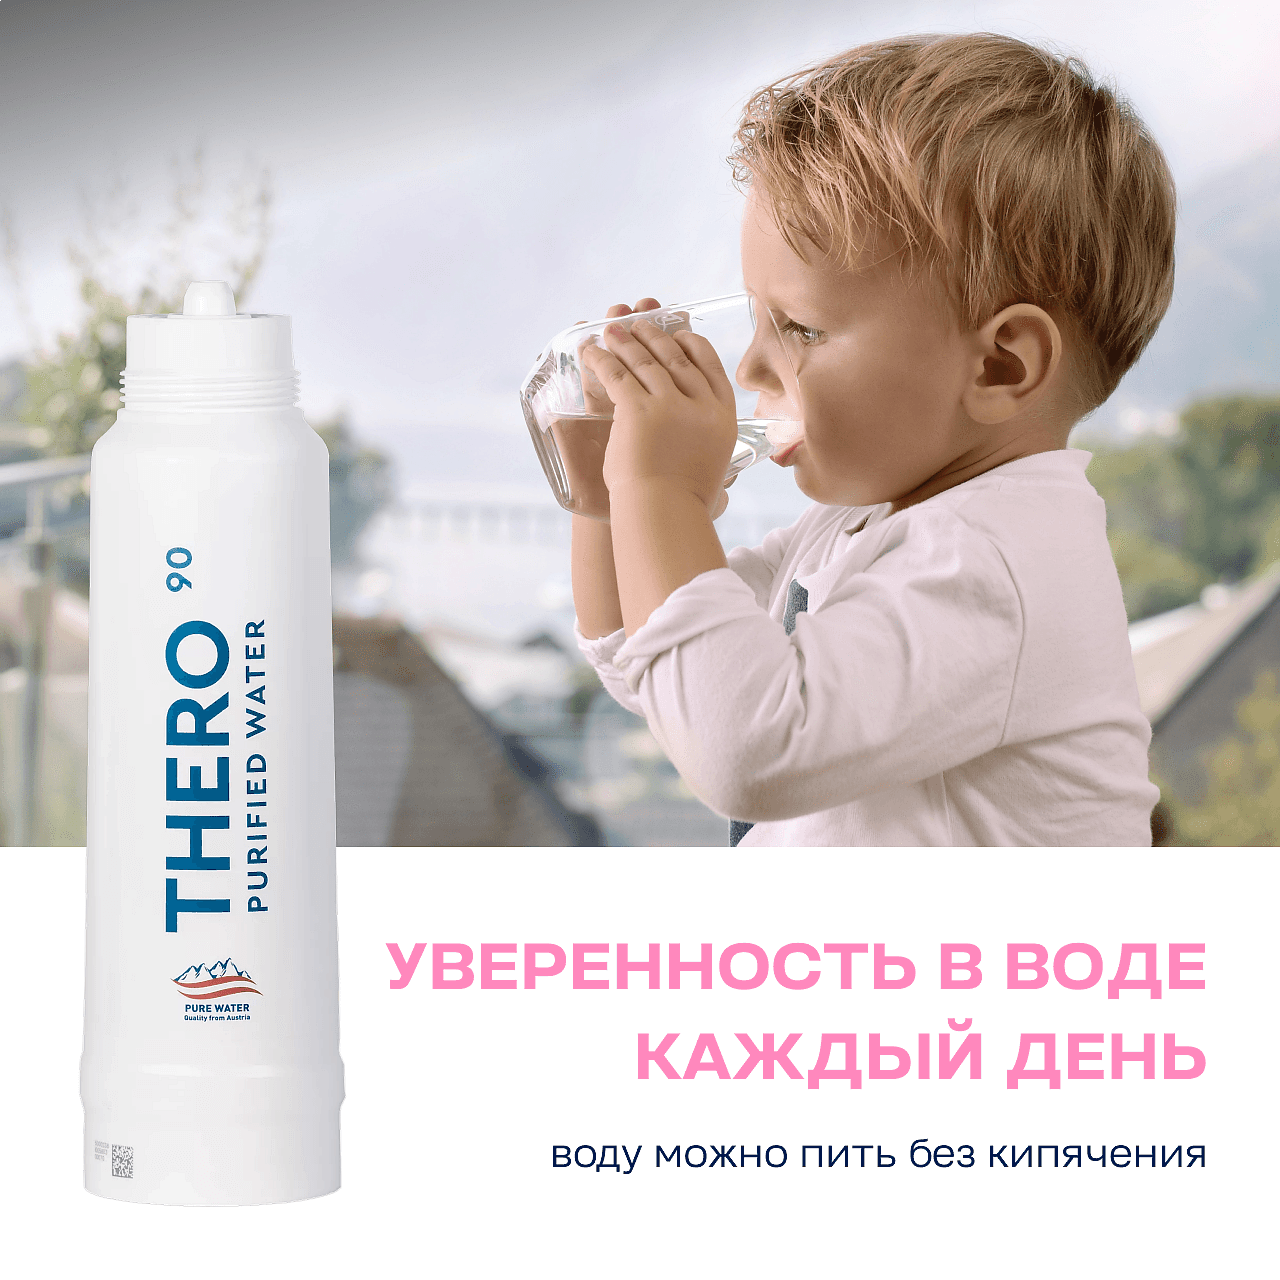 THERO 90
PURIFIED WATER
PURE WATER
Quality from Austria
УВЕРЕННОСТЬ В ВОДЕ
КАЖДЫЙ ДЕНЬ
воду можно пить без кипячения